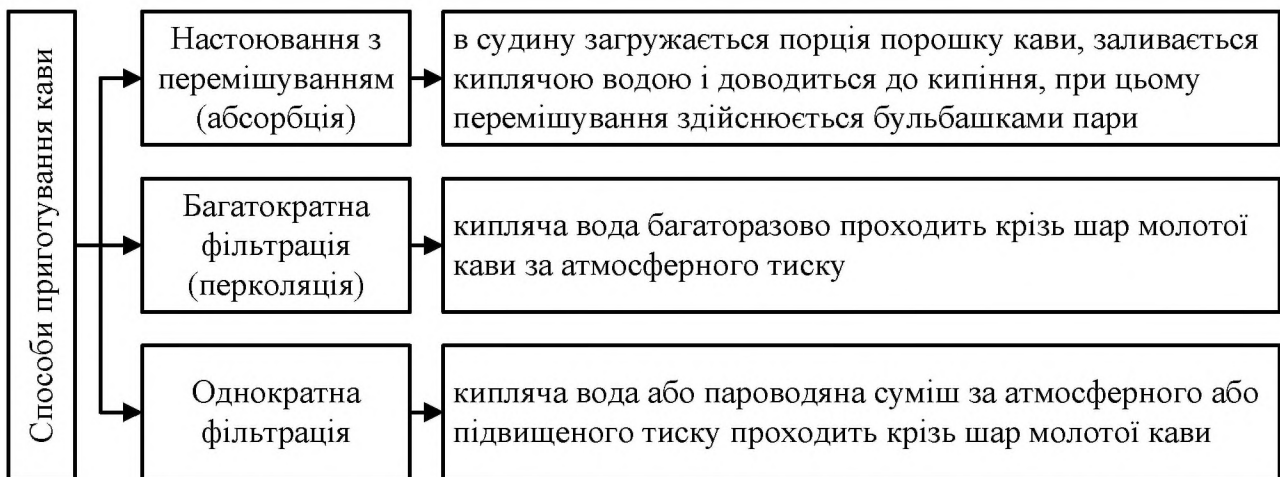 Способи приготування кави
Настоювання з
перемішуванням
(абсорбція)
в судину загружається порція порошку кави, заливається
киплячою водою і доводиться до кипіння, при цьому
перемішування здійснюється бульбашками пари
Багатократна
фільтрація
(перколяція)
кипляча вода багаторазово проходить крізь шар молотої
кави за атмосферного тиску
Однократна
фільтрація
кипляча вода або пароводяна суміш за атмосферного або
підвищеного тиску проходить крізь шар молотої кави